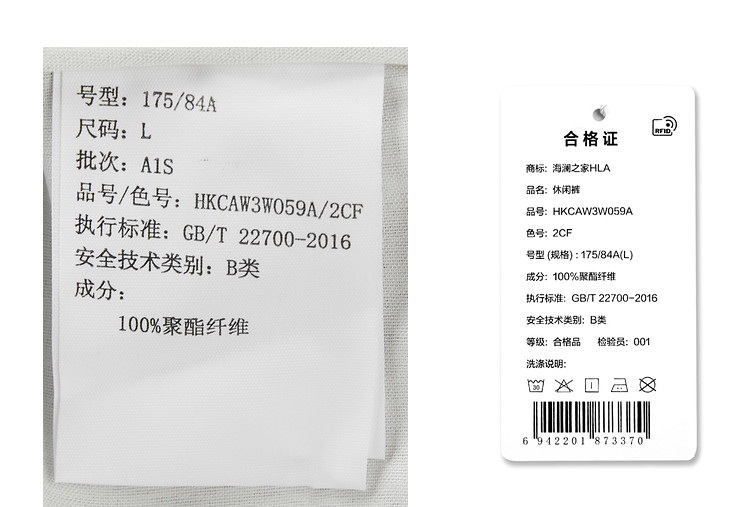 号型：175/84A
尺码：L
批次：A1S
品号/色号：HKCAW3W059A/2CF
执行标准：GB/T 22700-2016
安全技术类别：B类
成分：
100%聚酯纤维
RFID
合格证
商标: 海澜之家HLA
品名: 休闲裤
品号: HKCAW3W059A
色号: 2CF
号型 (规格) : 175/84A(L)
成分: 100%聚酯纤维
执行标准: GB/T 22700-2016
安全技术类别: B类
等级: 合格品 检验员: 001
洗涤说明:
30
6 942201 873370